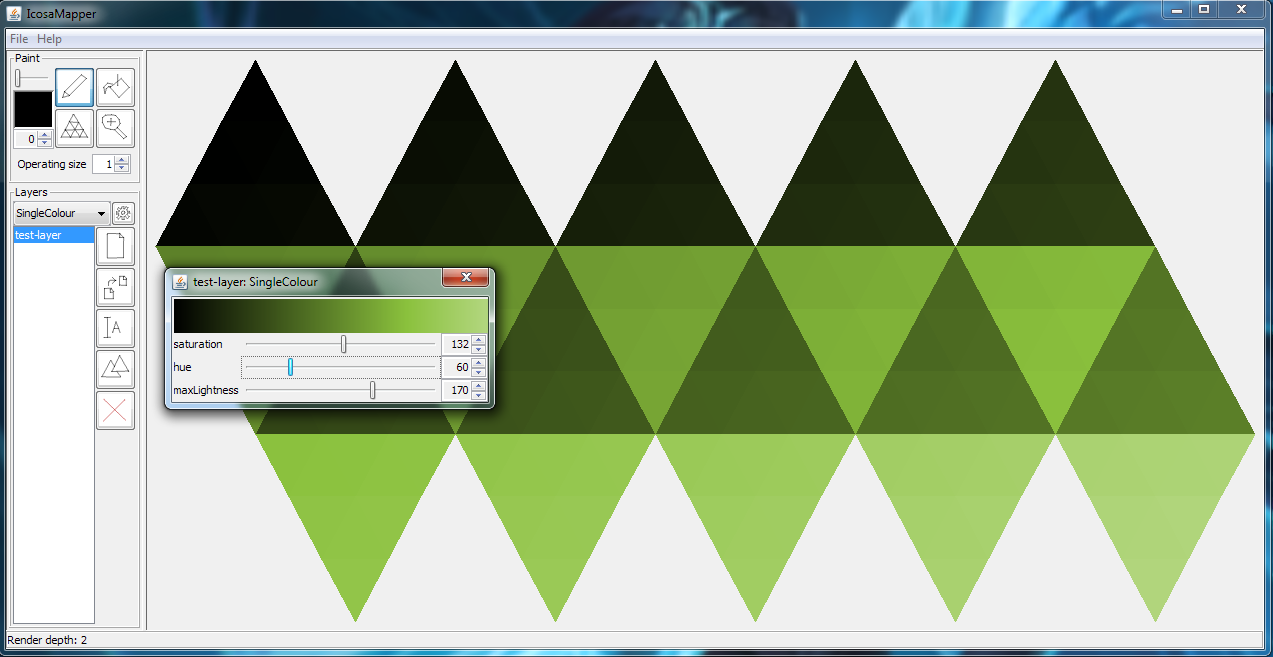 IcosaMapper
File Help
Paint
0
Operating size 1
Layers
SingleColour
test-layer
A
test-layer: SingleColour
saturation 132
hue 60
maxLightness 170
Render depth: 2